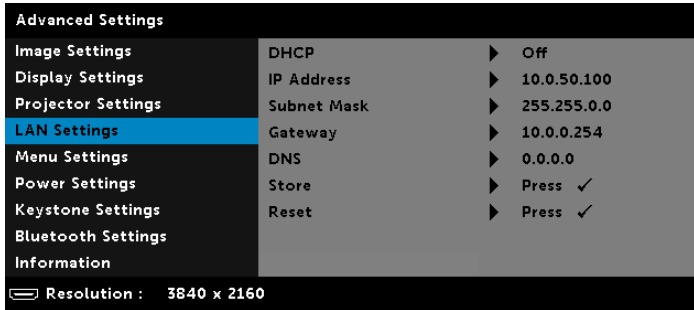 Advanced Settings
Image Settings
Display Settings
Projector Settings
LAN Settings
Menu Settings
Power Settings
Keystone Settings
Bluetooth Settings
Information
DHCP Off
IP Address 10.0.50.100
Subnet Mask 255.255.0.0
Gateway 10.0.0.254
DNS 0.0.0.0
Store Press ✓
Reset Press ✓
Resolution : 3840 x 2160